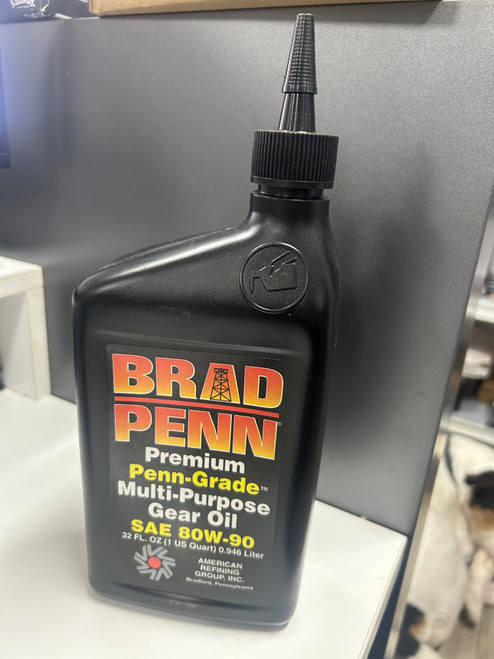 BRAD
PENN®
Premium
Penn-Grade™
Multi-Purpose
Gear Oil
SAE 80W-90
32 FL. OZ (1 US Quart) 0.946 Liter
AMERICAN
REFINING
GROUP, INC.
Bradford, Pennsylvania